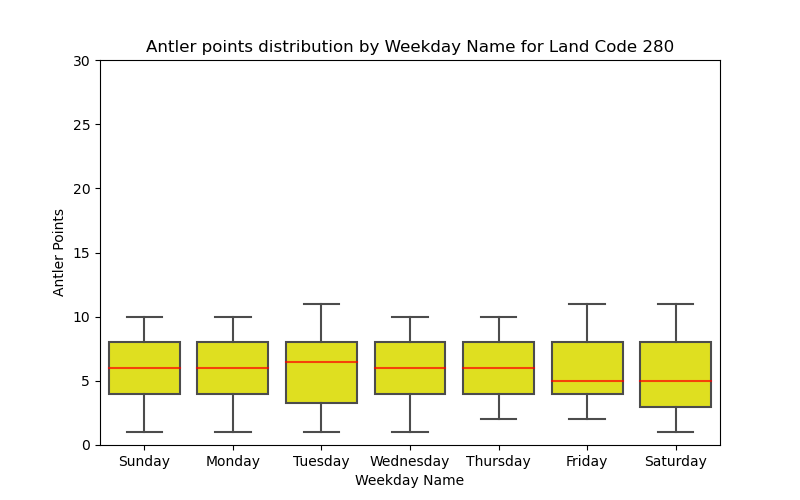 Antler points distribution by Weekday Name for Land Code 280
30
25
20
15
10
5
0
Antler Points
Sunday Monday Tuesday Wednesday Thursday Friday Saturday
Weekday Name